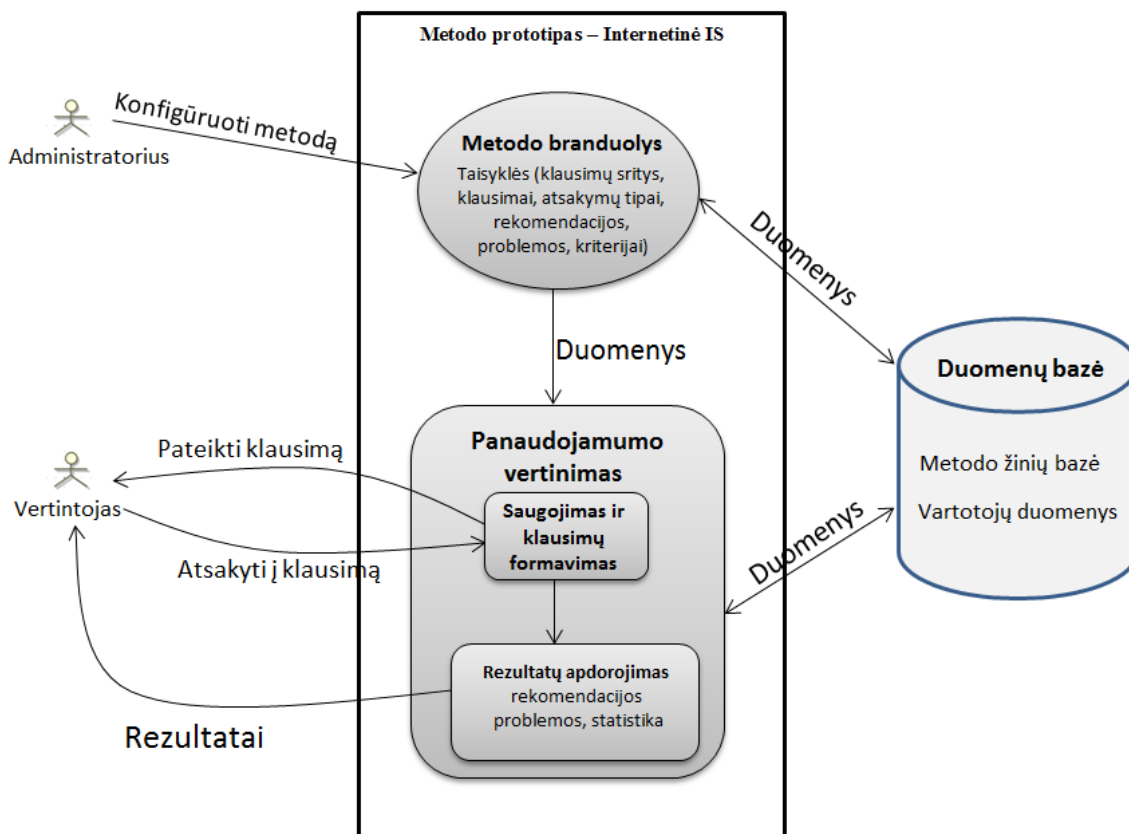 Metodo prototipas – Internetinė IS
Konfigūruoti metodą
Administratorius
Metodo branduolys
Taisyklės (klausimų sritys,
klausimai, atsakymų tipai,
rekomendacijos,
problemos, kriterijai)
Duomenys
Duomenys
Duomenų bazė
Metodo žinių bazė
Vartotojų duomenys
Duomenys
Panaudojamumo
vertinimas
Pateikti klausimą
Vertintojas
Atsakyti į klausimą
Saugojimas ir
klausimų
formavimas
Rezultatų apdorojimas
rekomendacijos
problemos, statistika
Rezultatai